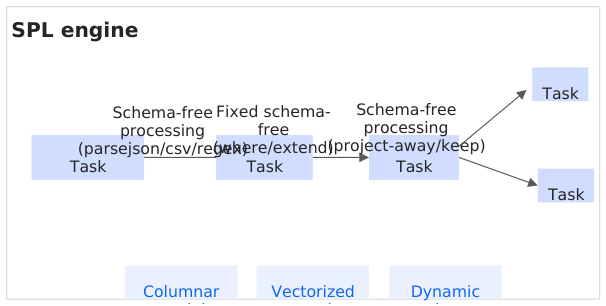 SPL engine
Schema-free
processing
(parsejson/csv/regex)
Task
Fixed schema-
free
(where/extend)
Task
Schema-free
processing
(project-away/keep)
Task
Task
Task
Columnar
Vectorized
Dynamic